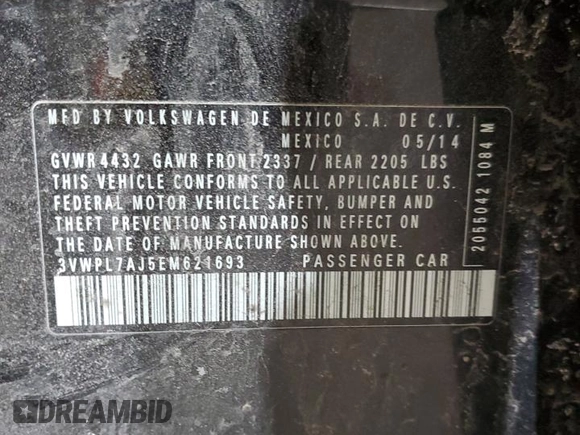 MFD BY VOLKSWAGEN DE MEXICO S.A. DE C.V.
MEXICO 05/14
GVWR 4432 GAWR FRONT 2337 / REAR 2205 LBS
THIS VEHICLE CONFORMS TO ALL APPLICABLE U.S.
FEDERAL MOTOR VEHICLE SAFETY, BUMPER AND
THEFT PREVENTION STANDARDS IN EFFECT ON
THE DATE OF MANUFACTURE SHOWN ABOVE.
3VWPL7AJ5EM621693 PASSENGER CAR
2055042 1084 M
DREAMBID